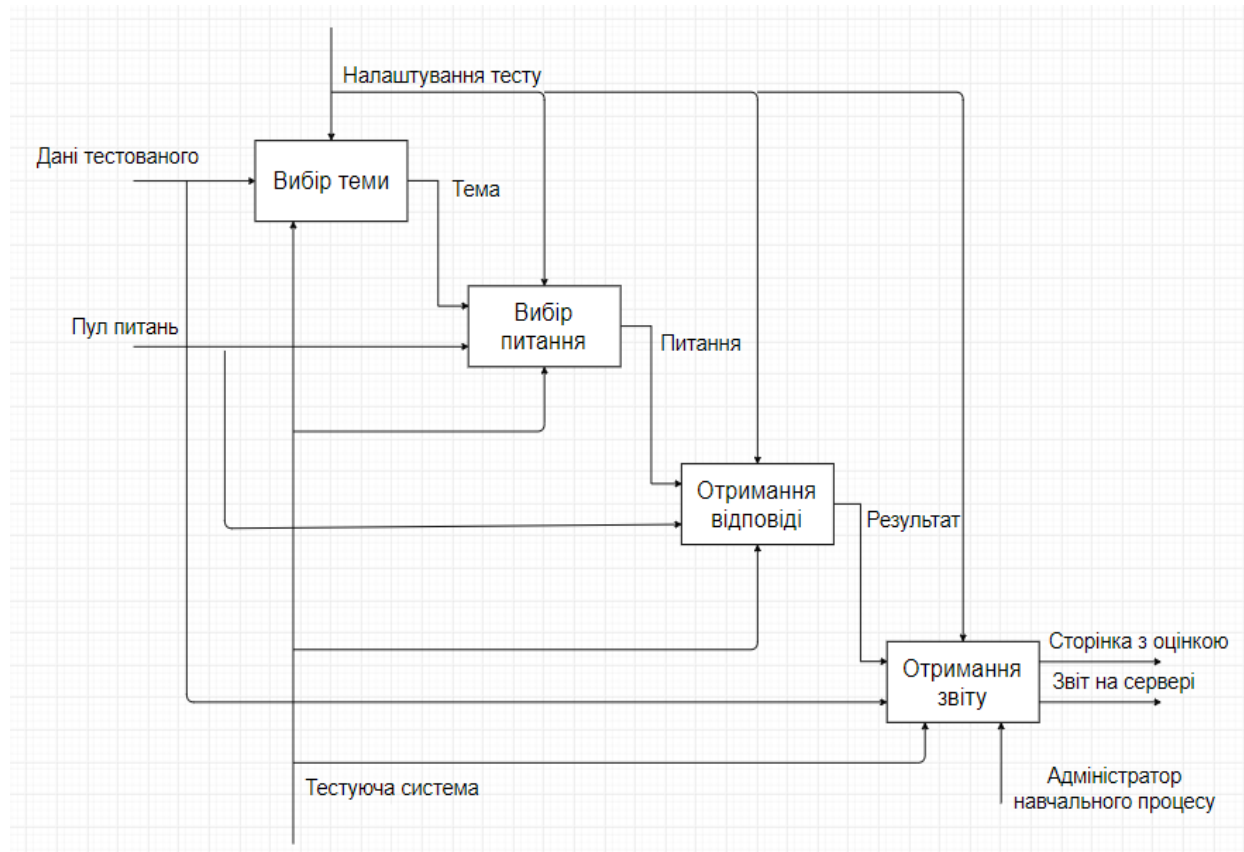 Налаштування тесту
Дані тестованого
Вибір теми
Тема
Пул питань
Вибір
питання
Питання
Отримання
відповіді
Результат
Отримання
звіту
Сторінка з оцінкою
Звіт на сервері
Тестуюча система
Адміністратор
навчального процесу